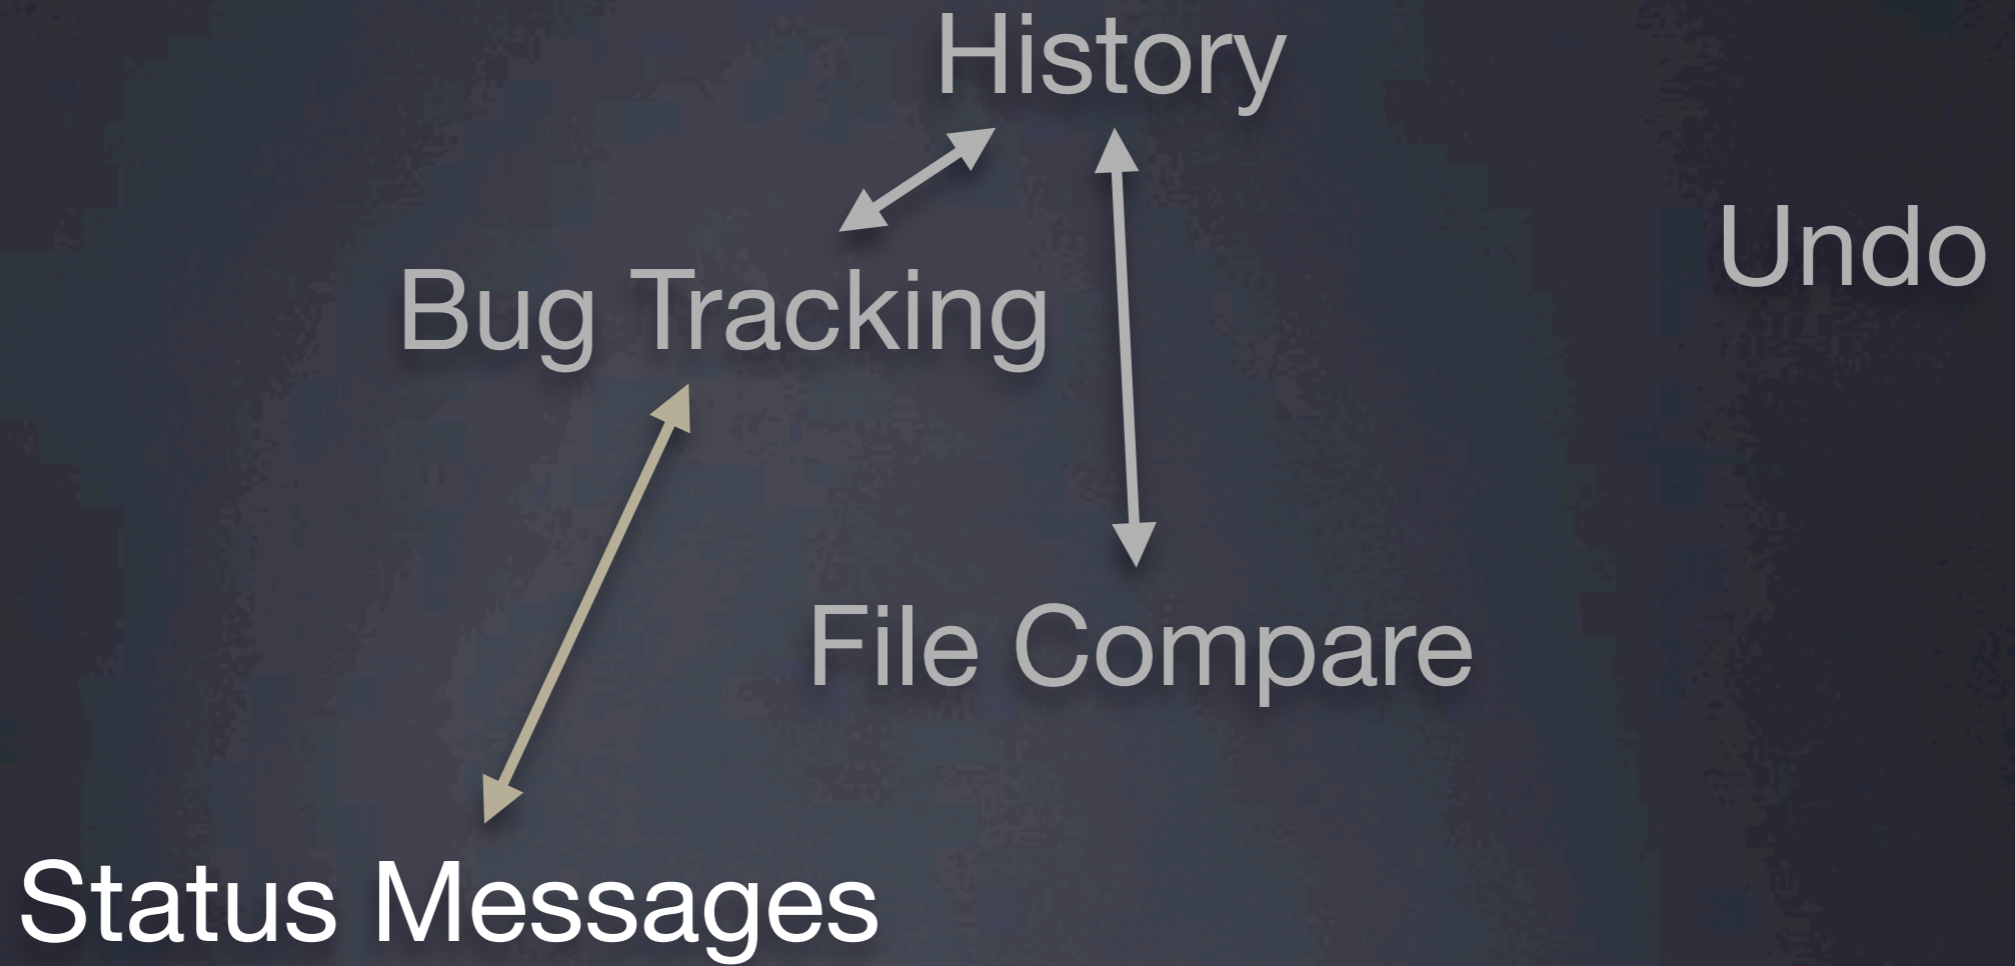 History
Undo
Bug Tracking
File Compare
Status Messages